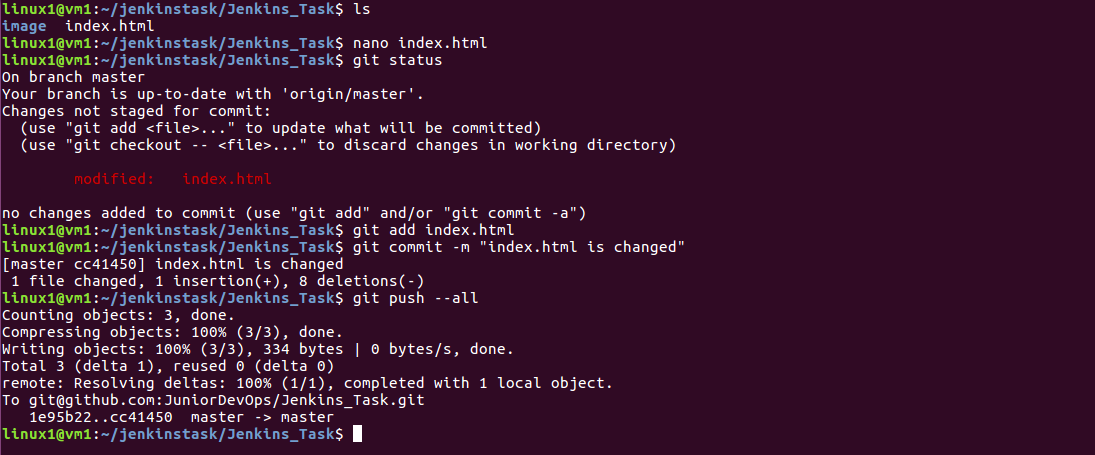 linux1@vm1:~/jenkinstask/Jenkins_Task$ ls
image  index.html
linux1@vm1:~/jenkinstask/Jenkins_Task$ nano index.html
linux1@vm1:~/jenkinstask/Jenkins_Task$ git status
On branch master
Your branch is up-to-date with 'origin/master'.
Changes not staged for commit:
  (use "git add <file>..." to update what will be committed)
  (use "git checkout -- <file>..." to discard changes in working directory)
        modified:   index.html
no changes added to commit (use "git add" and/or "git commit -a")
linux1@vm1:~/jenkinstask/Jenkins_Task$ git add index.html
linux1@vm1:~/jenkinstask/Jenkins_Task$ git commit -m "index.html is changed"
[master cc41450] index.html is changed
 1 file changed, 1 insertion(+), 8 deletions(-)
linux1@vm1:~/jenkinstask/Jenkins_Task$ git push --all
Counting objects: 3, done.
Compressing objects: 100% (3/3), done.
Writing objects: 100% (3/3), 334 bytes | 0 bytes/s, done.
Total 3 (delta 1), reused 0 (delta 0)
remote: Resolving deltas: 100% (1/1), completed with 1 local object.
To git@github.com:JuniorDevOps/Jenkins_Task.git
   1e95b22..cc41450  master -> master
linux1@vm1:~/jenkinstask/Jenkins_Task$